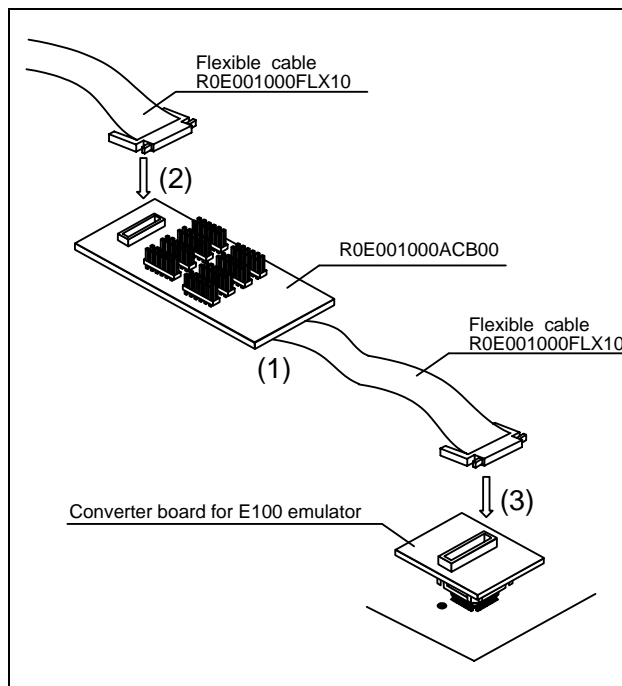 Flexible cable
R0E001000FLX10
(2)
R0E001000ACB00
Flexible cable
R0E001000FLX10
(1)
(3)
Converter board for E100 emulator